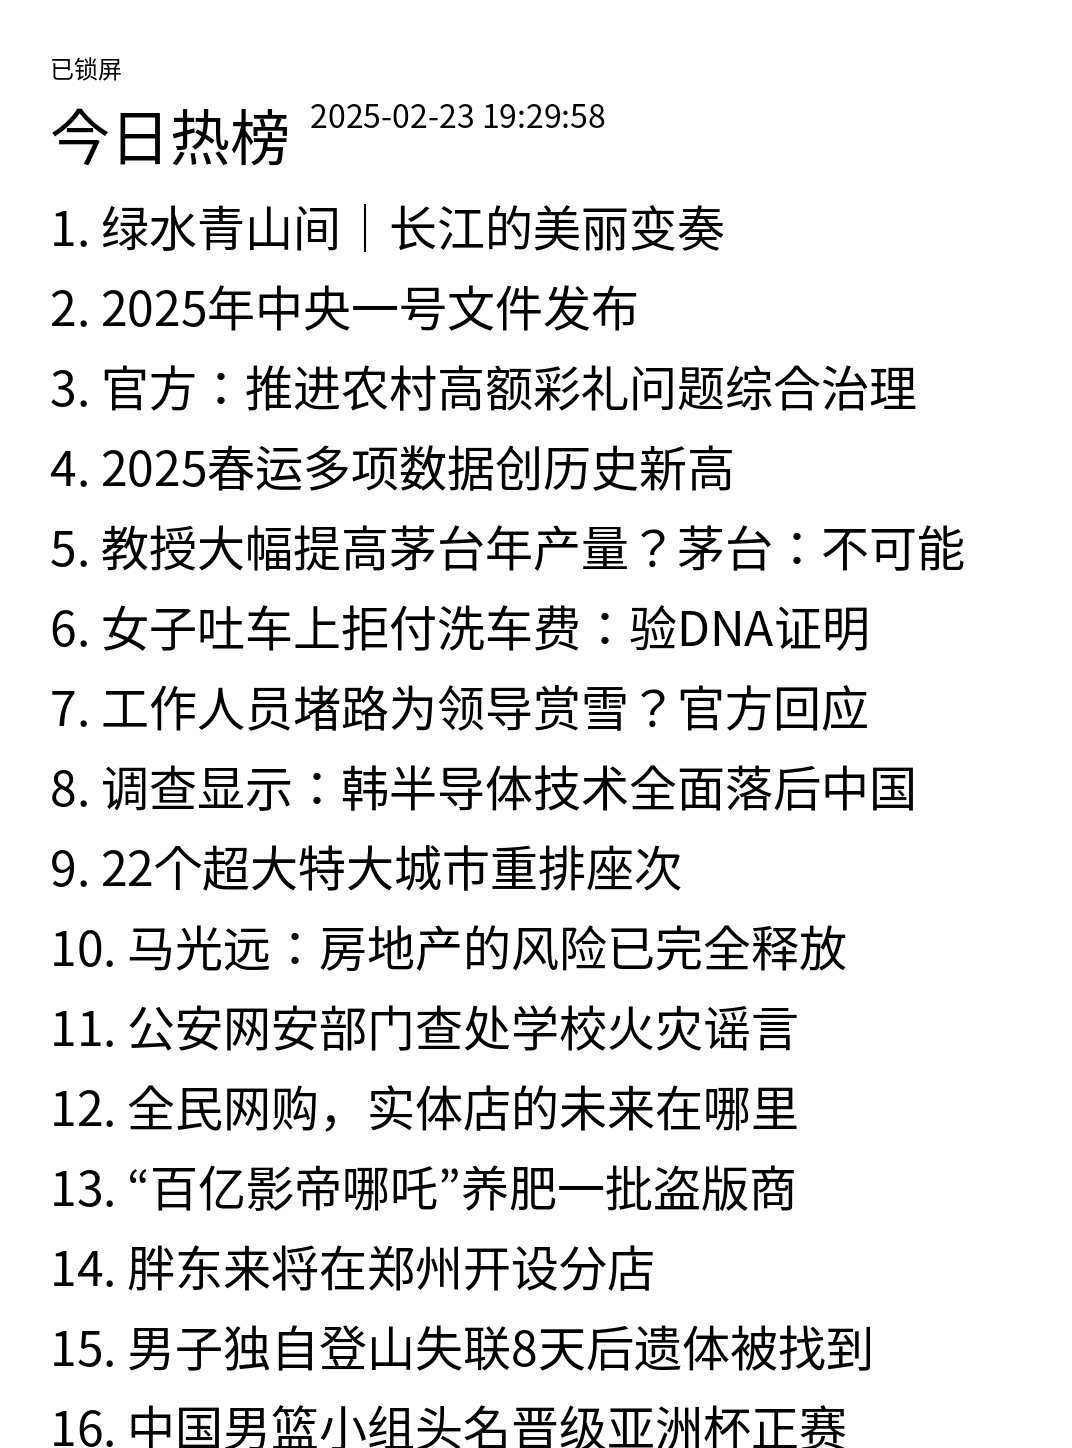 已锁屏
今日热榜 2025-02-23 19:29:58
1. 绿水青山间｜长江的美丽变奏
2. 2025年中央一号文件发布
3. 官方：推进农村高额彩礼问题综合治理
4. 2025春运多项数据创历史新高
5. 教授大幅提高茅台年产量？茅台：不可能
6. 女子吐车上拒付洗车费：验DNA证明
7. 工作人员堵路为领导赏雪？官方回应
8. 调查显示：韩半导体技术全面落后中国
9. 22个超大特大城市重排座次
10. 马光远：房地产的风险已完全释放
11. 公安网安部门查处学校火灾谣言
12. 全民网购，实体店的未来在哪里
13. “百亿影帝哪吒”养肥一批盗版商
14. 胖东来将在郑州开设分店
15. 男子独自登山失联8天后遗体被找到
16. 中国男篮小组头名晋级亚洲杯正赛